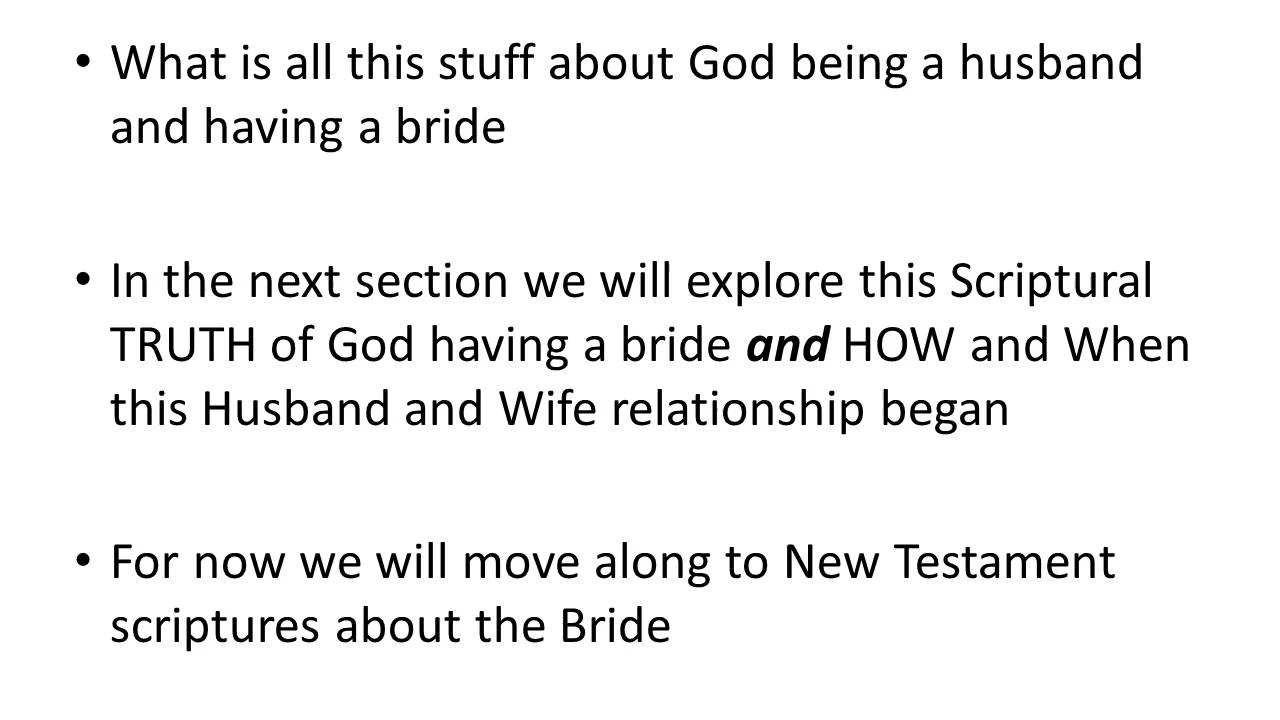 • What is all this stuff about God being a husband
and having a bride
• In the next section we will explore this Scriptural
TRUTH of God having a bride and HOW and When
this Husband and Wife relationship began
• For now we will move along to New Testament
scriptures about the Bride